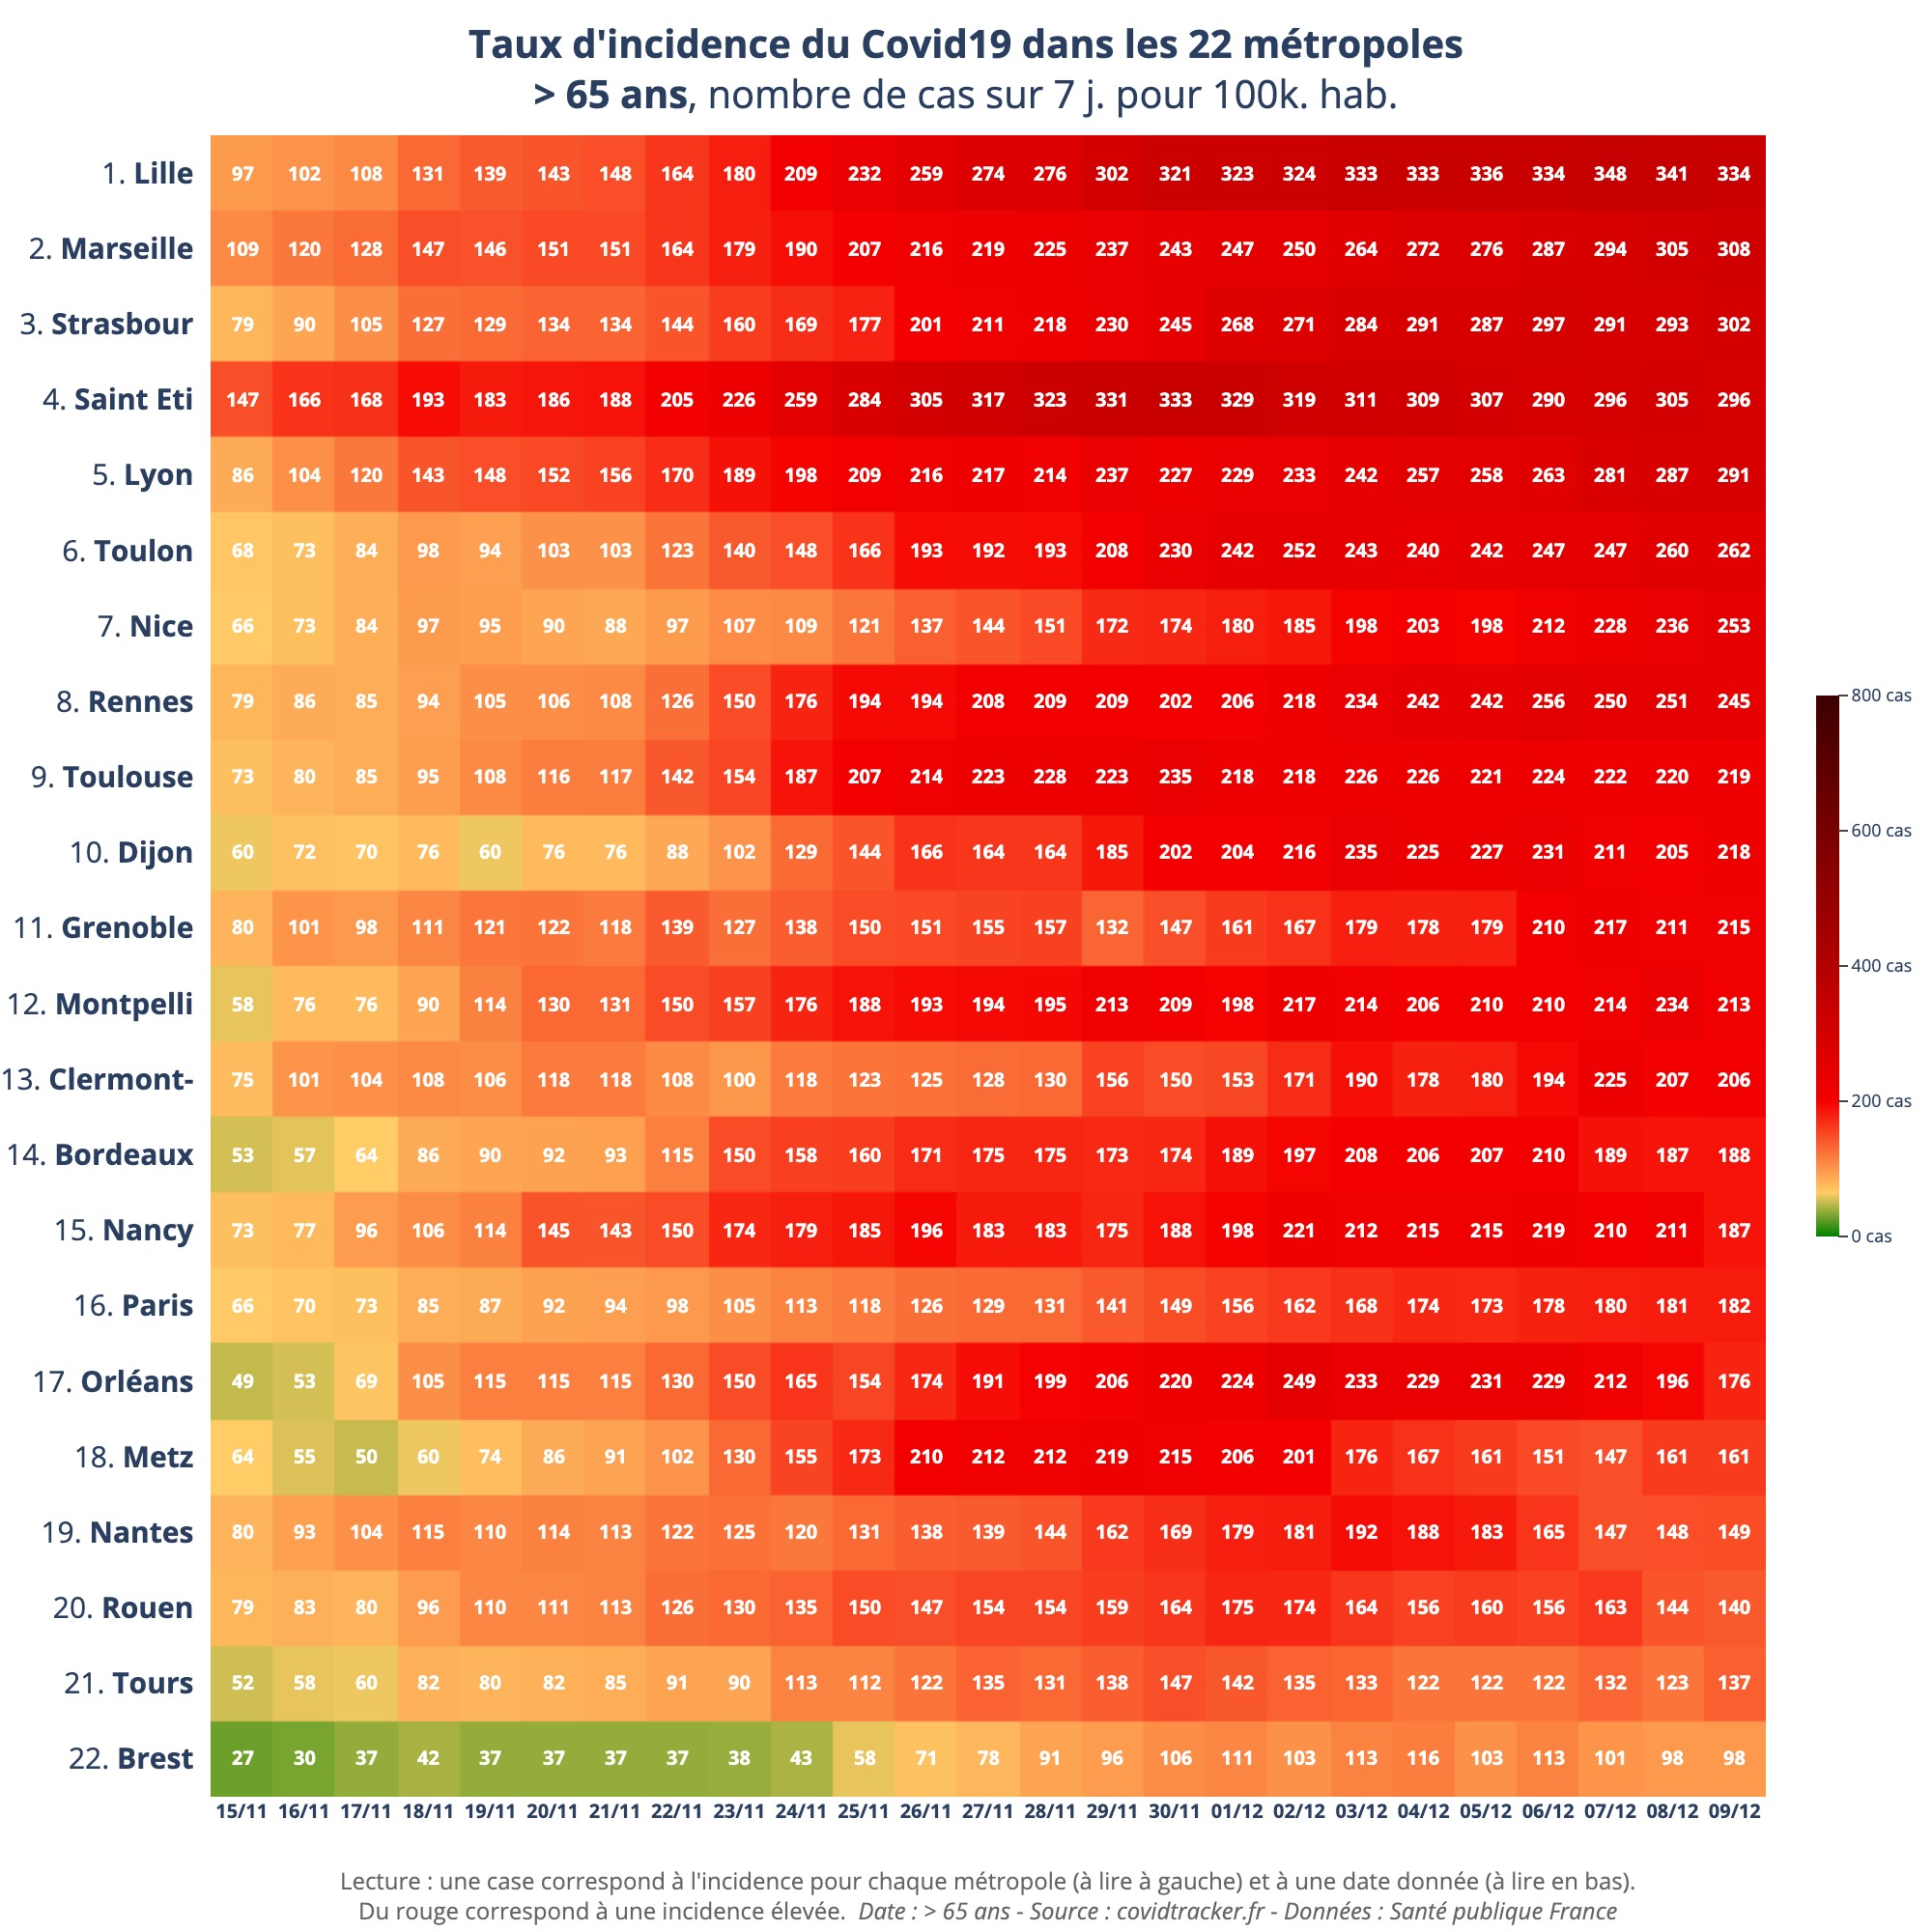 Taux d'incidence du Covid19 dans les 22 métropoles
> 65 ans, nombre de cas sur 7 j. pour 100k. hab.
1. Lille 97 102 108 131 139 143 148 164 180 209 232 259 274 276 302 321 323 324 333 333 336 334 348 341 334
2. Marseille 109 120 128 147 146 151 151 164 179 190 207 216 219 225 237 243 247 250 264 272 276 287 294 305 308
3. Strasbour 79 90 105 127 129 134 134 144 160 169 177 201 211 218 230 245 268 271 284 291 287 297 291 293 302
4. Saint Eti 147 166 168 193 183 186 188 205 226 259 284 305 317 323 331 333 329 319 311 309 307 290 296 305 296
5. Lyon 86 104 120 143 148 152 156 170 189 198 209 216 217 214 237 227 229 233 242 257 258 263 281 287 291
6. Toulon 68 73 84 98 94 103 103 123 140 148 166 193 192 193 208 230 242 252 243 240 242 247 247 260 262
7. Nice 66 73 84 97 95 90 88 97 107 109 121 137 144 151 172 174 180 185 198 203 198 212 228 236 253
8. Rennes 79 86 85 94 105 106 108 126 150 176 194 194 208 209 209 202 206 218 234 242 242 256 250 251 245
9. Toulouse 73 80 85 95 108 116 117 142 154 187 207 214 223 228 223 235 218 218 226 226 221 224 222 220 219
10. Dijon 60 72 70 76 60 76 76 88 102 129 144 166 164 164 185 202 204 216 235 225 227 231 211 205 218
11. Grenoble 80 101 98 111 121 122 118 139 127 138 150 151 155 157 132 147 161 167 179 178 179 210 217 211 215
12. Montpelli 58 76 76 90 114 130 131 150 157 176 188 193 194 195 213 209 198 217 214 206 210 210 214 234 213
13. Clermont- 75 101 104 108 106 118 118 108 100 118 123 125 128 130 156 150 153 171 190 178 180 194 225 207 206
14. Bordeaux 53 57 64 86 90 92 93 115 150 158 160 171 175 175 173 174 189 197 208 206 207 210 189 187 188
15. Nancy 73 77 96 106 114 145 143 150 174 179 185 196 183 183 175 188 198 221 212 215 215 219 210 211 187
16. Paris 66 70 73 85 87 92 94 98 105 113 118 126 129 131 141 149 156 162 168 174 173 178 180 181 182
17. Orléans 49 53 69 105 115 115 115 130 150 165 154 174 191 199 206 220 224 249 233 229 231 229 212 196 176
18. Metz 64 55 50 60 74 86 91 102 130 155 173 210 212 212 219 215 206 201 176 167 161 151 147 161 161
19. Nantes 80 93 104 115 110 114 113 122 125 120 131 138 139 144 162 169 179 181 192 188 183 165 147 148 149
20. Rouen 79 83 80 96 110 111 113 126 130 135 150 147 154 154 159 164 175 174 164 156 160 156 163 144 140
21. Tours 52 58 60 82 80 82 85 91 90 113 112 122 135 131 138 147 142 135 133 122 122 122 132 123 137
22. Brest 27 30 37 42 37 37 37 37 38 43 58 71 78 91 96 106 111 103 113 116 103 113 101 98 98
15/11 16/11 17/11 18/11 19/11 20/11 21/11 22/11 23/11 24/11 25/11 26/11 27/11 28/11 29/11 30/11 01/12 02/12 03/12 04/12 05/12 06/12 07/12 08/12 09/12
800 cas
600 cas
400 cas
200 cas
0 cas
Lecture : une case correspond à l'incidence pour chaque métropole (à lire à gauche) et à une date donnée (à lire en bas).
Du rouge correspond à une incidence élevée. Date : > 65 ans - Source : covidtracker.fr - Données : Santé publique France